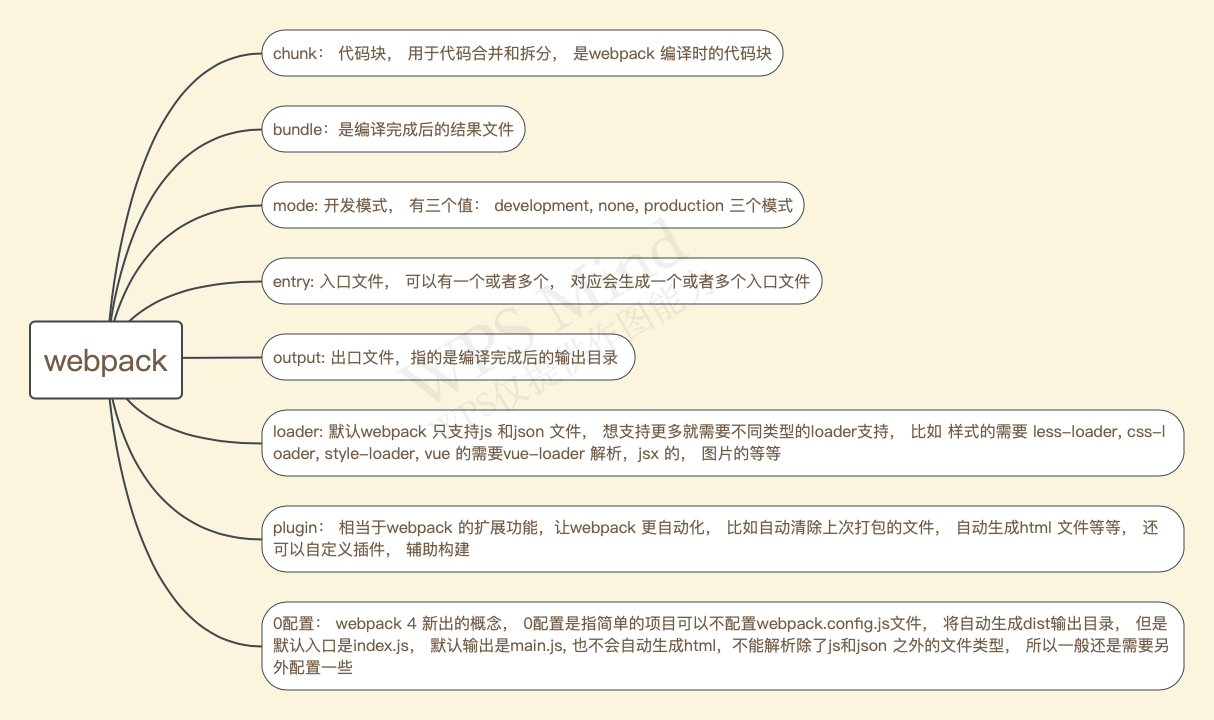 chunk： 代码块， 用于代码合并和拆分， 是webpack 编译时的代码块
bundle：是编译完成后的结果文件
mode: 开发模式， 有三个值： development, none, production 三个模式
entry: 入口文件， 可以有一个或者多个， 对应会生成一个或者多个入口文件
webpack
output: 出口文件，指的是编译完成后的输出目录
loader: 默认webpack 只支持js 和json 文件， 想支持更多就需要不同类型的loader支持， 比如 样式的需要 less-loader, css-l
oader, style-loader, vue 的需要vue-loader 解析，jsx 的， 图片的等等
plugin： 相当于webpack 的扩展功能，让webpack 更自动化， 比如自动清除上次打包的文件， 自动生成html 文件等等， 还
可以自定义插件， 辅助构建
0配置： webpack 4 新出的概念， 0配置是指简单的项目可以不配置webpack.config.js文件， 将自动生成dist输出目录， 但是
默认入口是index.js， 默认输出是main.js, 也不会自动生成html，不能解析除了js和json 之外的文件类型， 所以一般还是需要另
外配置一些
WPS Mind
WPS仅提供作图能力